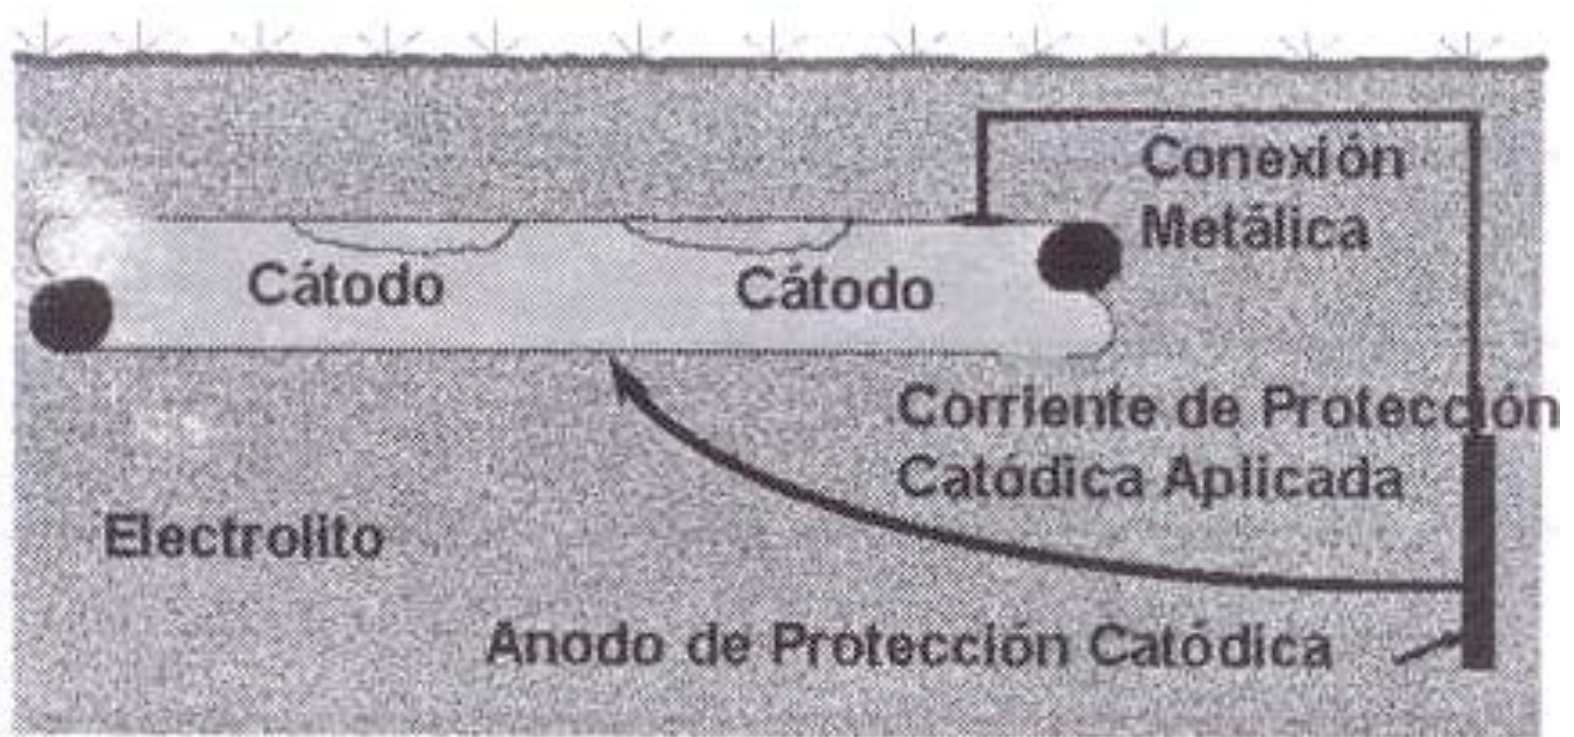 Conexión
Metálica
Cátodo
Cátodo
Corriente de Protección
Catódica Aplicada
Electrolito
Anodo de Protección Catódica